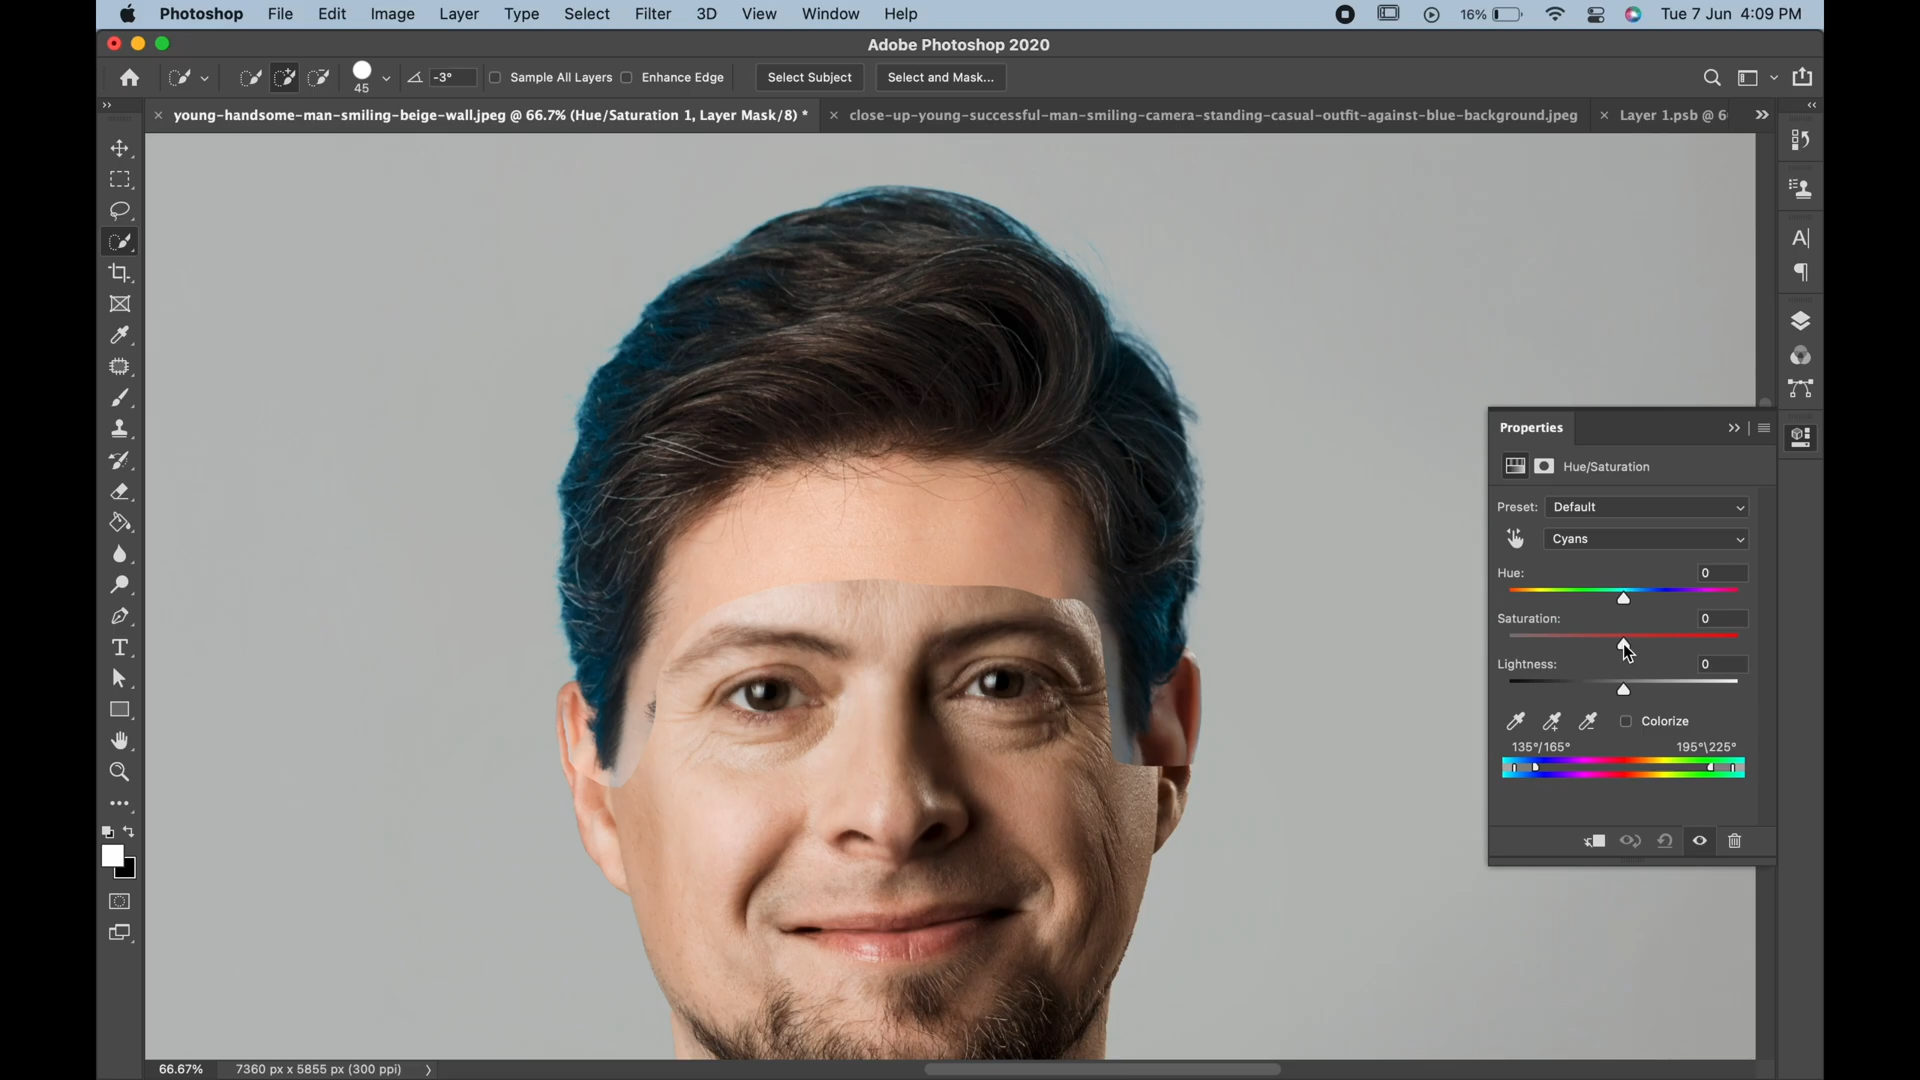 Photoshop File Edit Image Layer Type Select Filter 3D View Window Help 16% Tue 7 Jun 4:09 PM
Adobe Photoshop 2020
45 -3° Sample All Layers Enhance Edge Select Subject Select and Mask...
young-handsome-man-smiling-beige-wall.jpeg @ 66.7% (Hue/Saturation 1, Layer Mask/8) * close-up-young-successful-man-smiling-camera-standing-casual-outfit-against-blue-background.jpeg Layer 1.psb @ 6
Properties
Hue/Saturation
Preset: Default
Cyans
Hue: 0
Saturation: 0
Lightness: 0
Colorize
135°/165° 195°\225°
66.67% 7360 px x 5855 px (300 ppi)